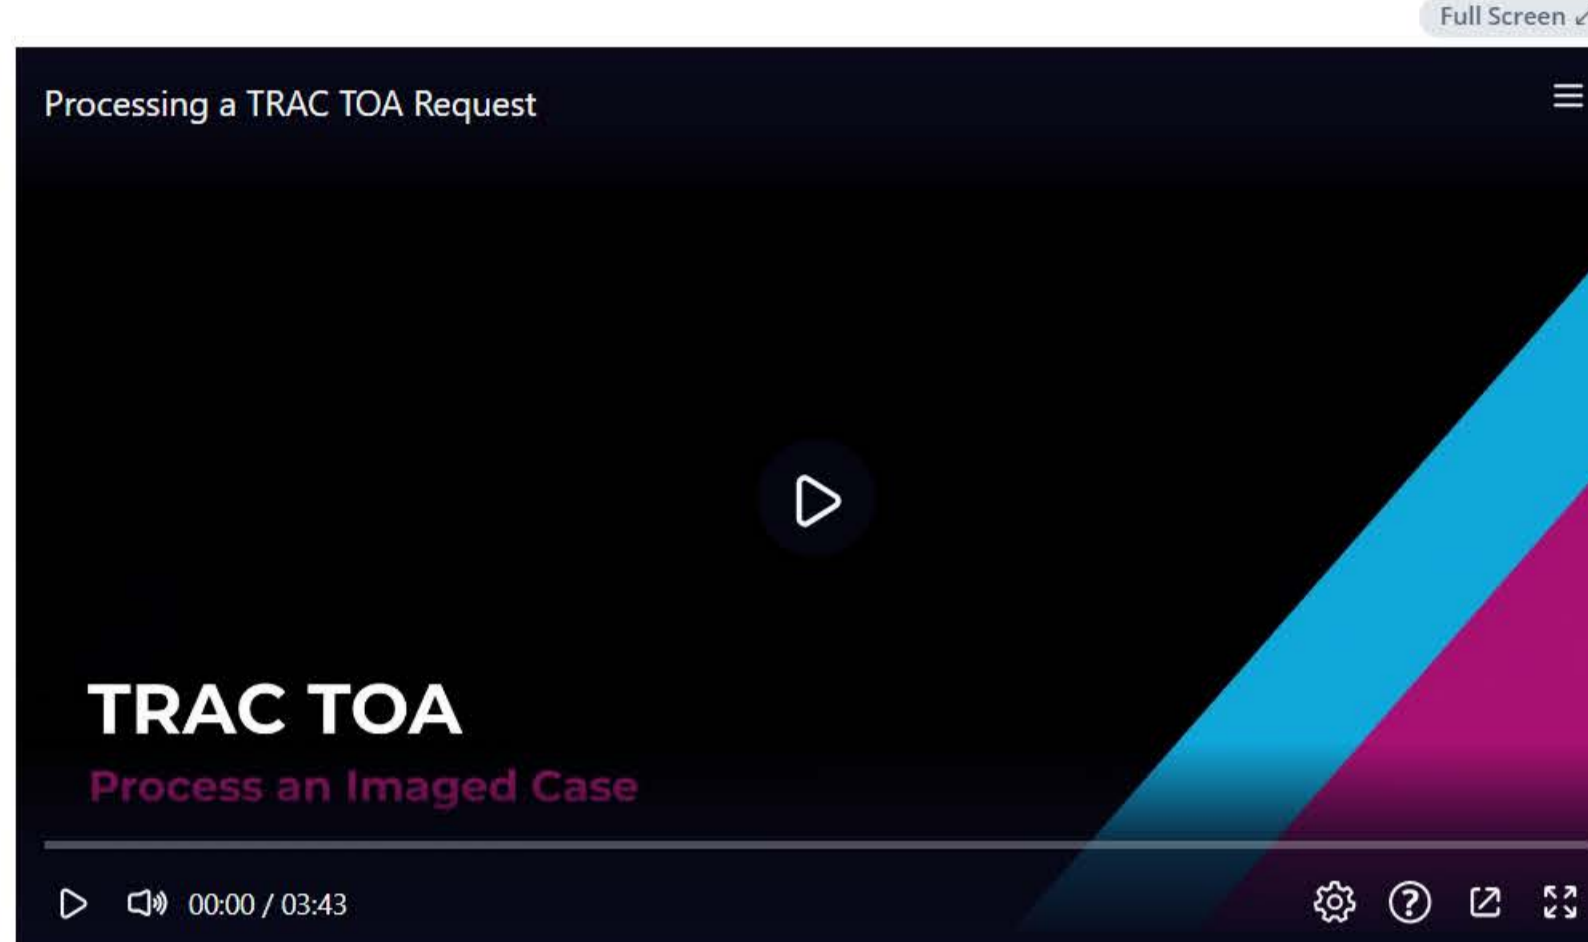 Full Screen
Processing a TRAC TOA Request
TRAC TOA
Process an Imaged Case
00:00 / 03:43